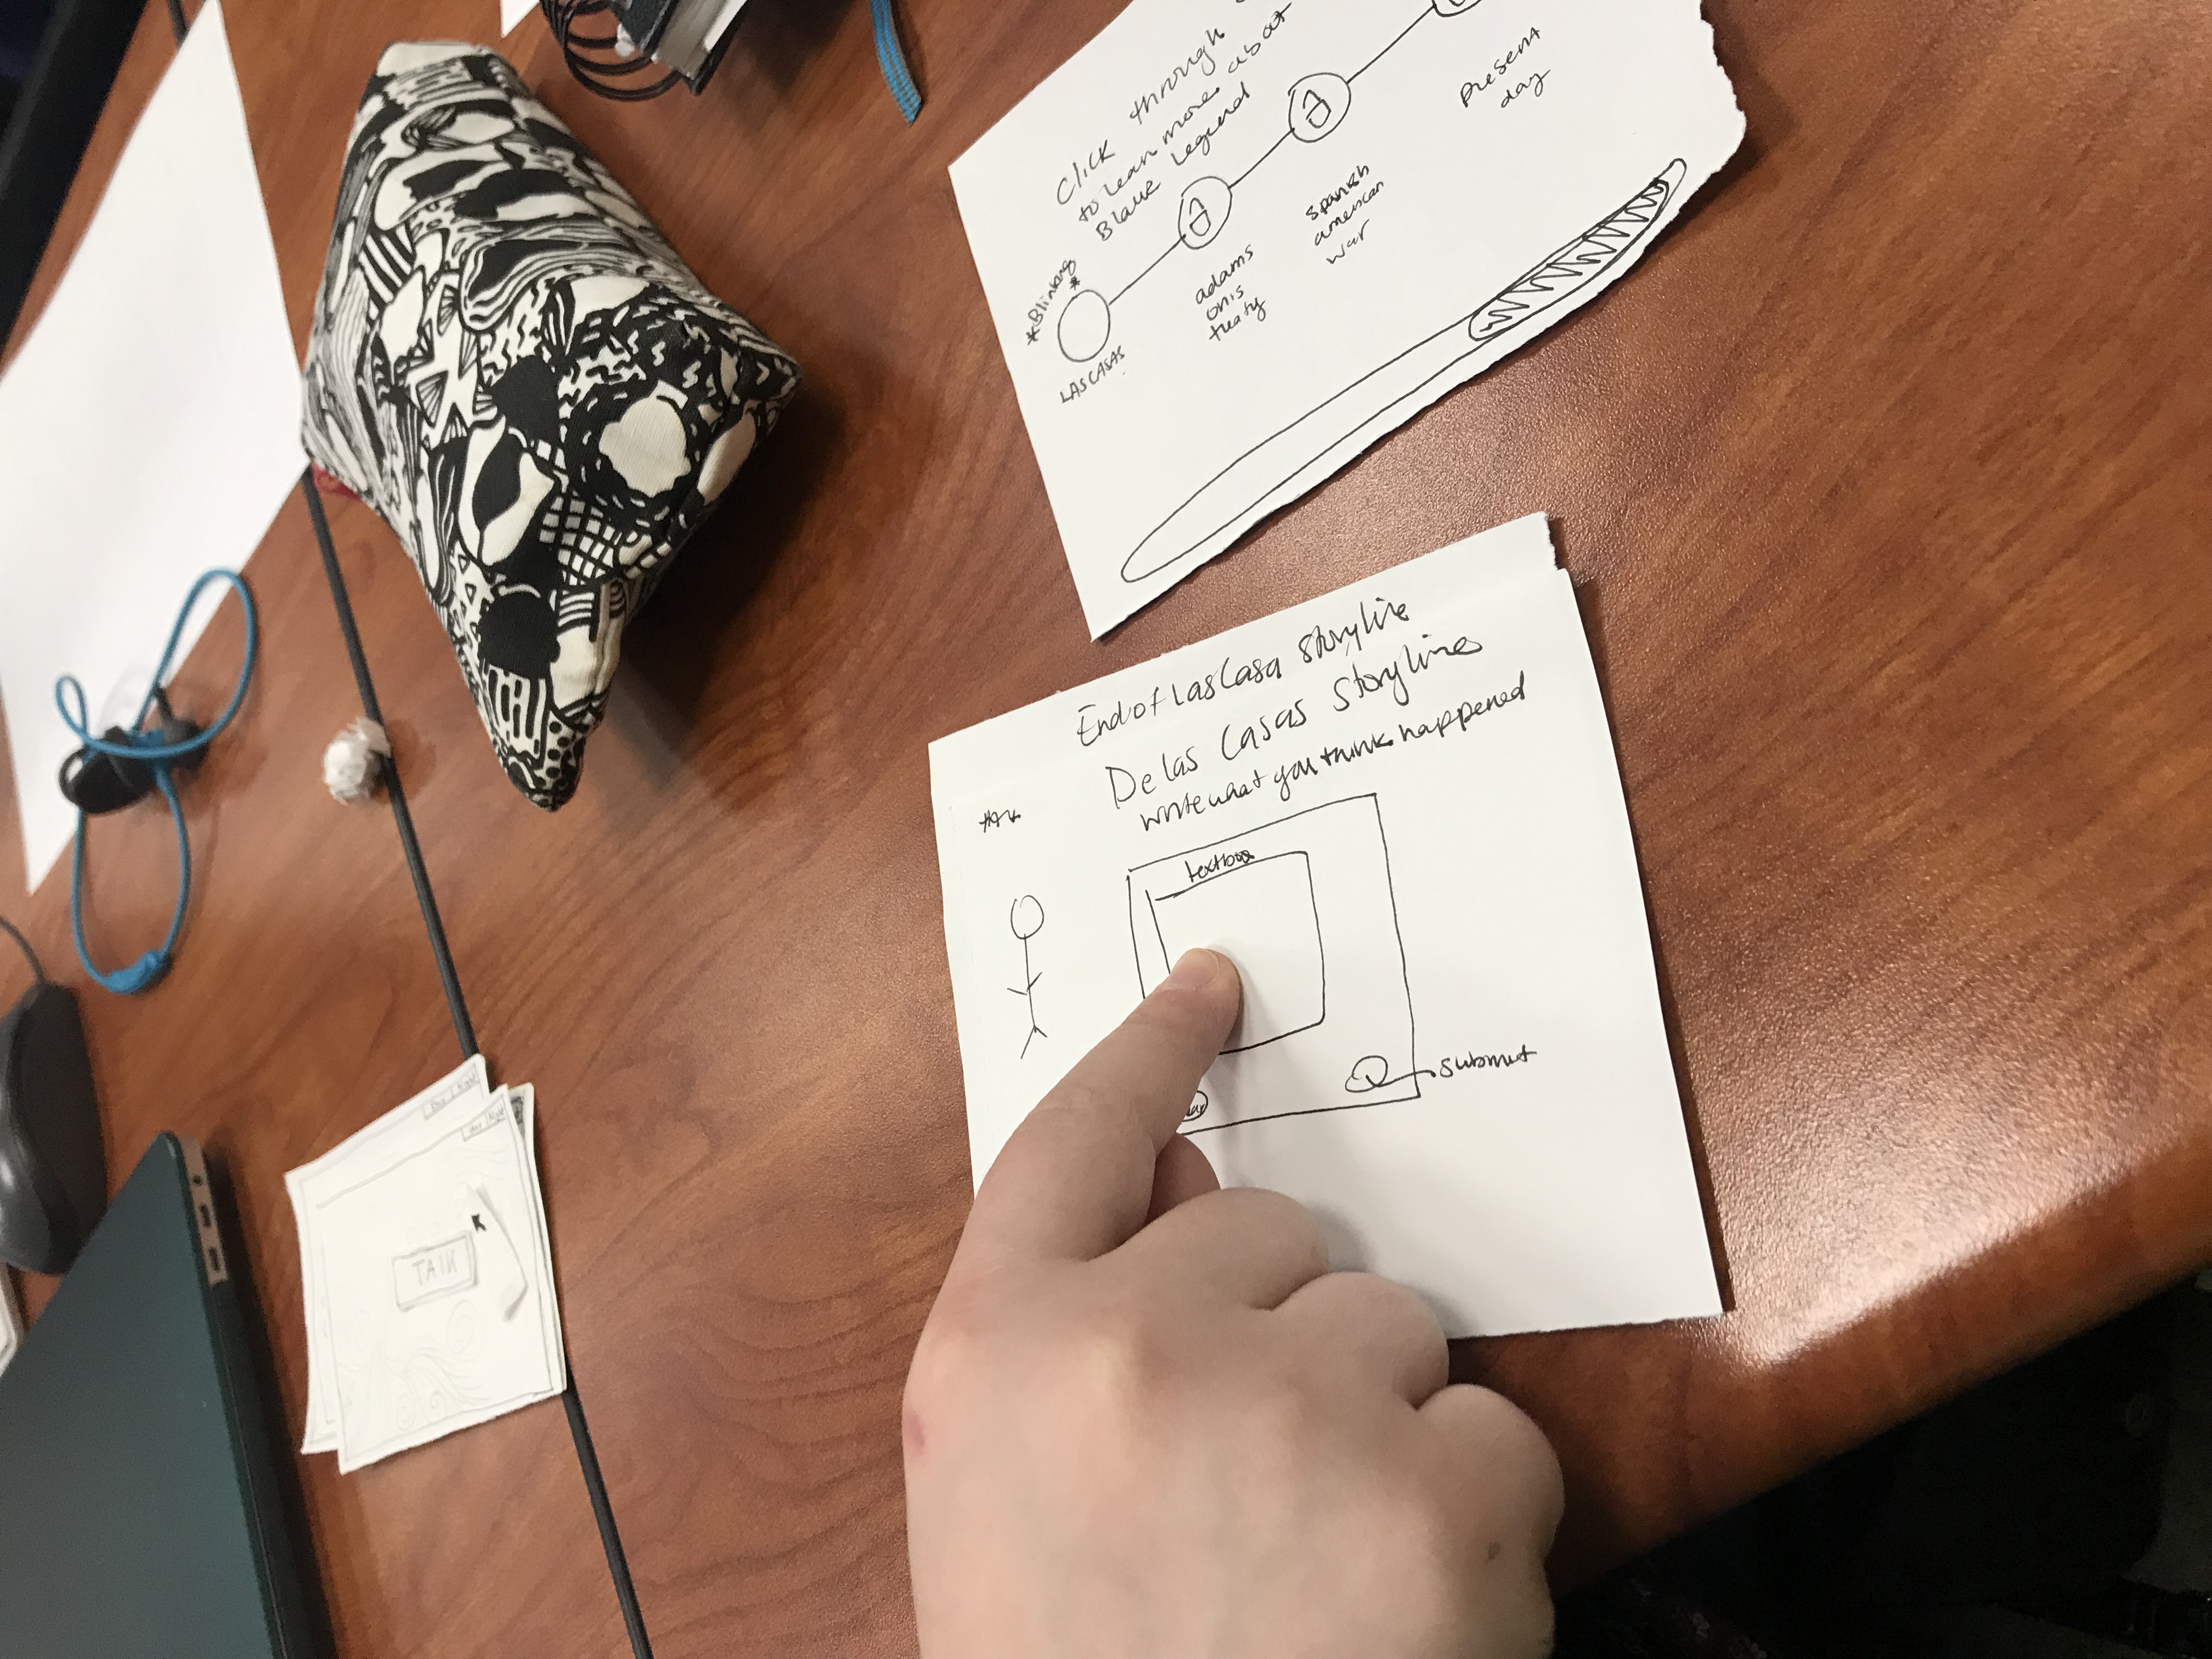 TALK
End of Las Casa storyline
De las Casas Storyline
write what you think happened
textbox
submit
Click through
to learn more about
Black Legend
*Blinking*
LAS CASAS
adams
onis
treaty
spanish
american
war
present
day